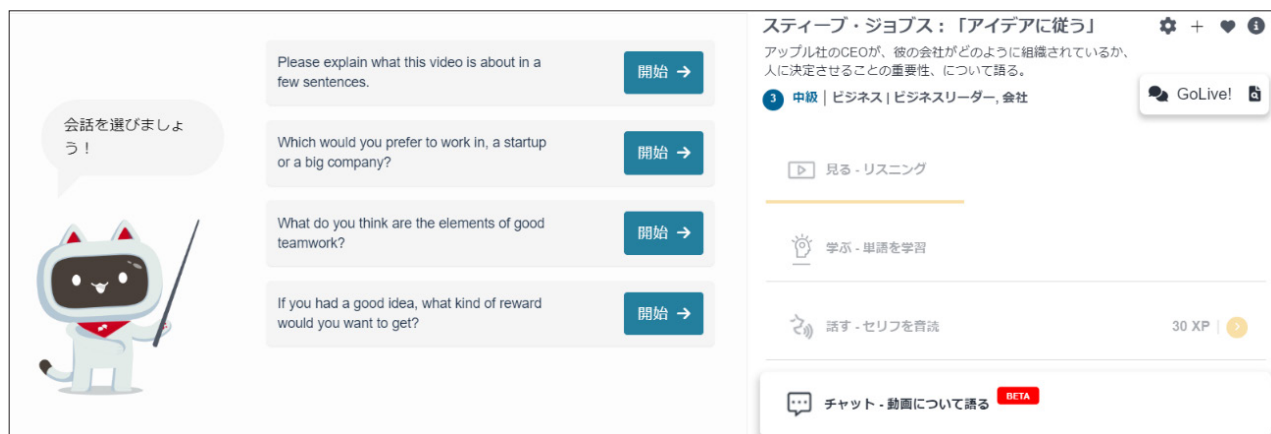 会話を選びましょ
う！
Please explain what this video is about in a
few sentences.
開始 →
Which would you prefer to work in, a startup
or a big company?
開始 →
What do you think are the elements of good
teamwork?
開始 →
If you had a good idea, what kind of reward
would you want to get?
開始 →
スティーブ・ジョブス：「アイデアに従う」
アップル社のCEOが、彼の会社がどのように組織されているか、
人に決定させることの重要性、について語る。
3 中級 | ビジネス | ビジネスリーダー, 会社
GoLive!
見る - リスニング
学ぶ - 単語を学習
話す - セリフを音読
30 XP
チャット - 動画について語る BETA